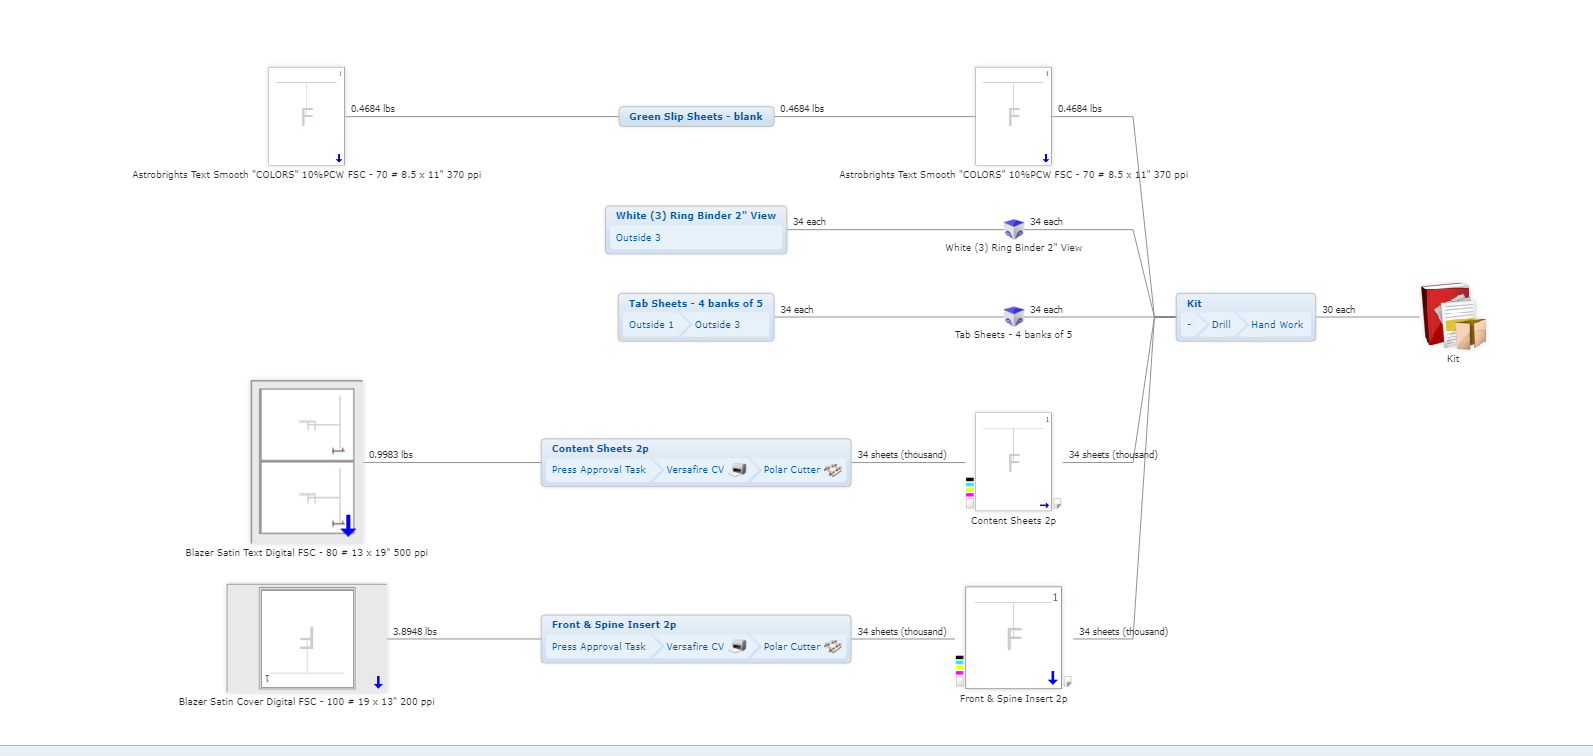 1
F
0.4684 lbs
Astrobrights Text Smooth "COLORS" 10%PCW FSC - 70 # 8.5 x 11" 370 ppi
Green Slip Sheets - blank
0.4684 lbs
1
F
0.4684 lbs
Astrobrights Text Smooth "COLORS" 10%PCW FSC - 70 # 8.5 x 11" 370 ppi
White (3) Ring Binder 2" View
Outside 3
34 each
34 each
White (3) Ring Binder 2" View
Tab Sheets - 4 banks of 5
Outside 1
Outside 3
34 each
34 each
Tab Sheets - 4 banks of 5
Kit
-
Drill
Hand Work
30 each
Kit
F
F
0.9983 lbs
Blazer Satin Text Digital FSC - 80 # 13 x 19" 500 ppi
Content Sheets 2p
Press Approval Task
Versafire CV
Polar Cutter
34 sheets (thousand)
1
F
34 sheets (thousand)
Content Sheets 2p
F
1
3.8948 lbs
Blazer Satin Cover Digital FSC - 100 # 19 x 13" 200 ppi
Front & Spine Insert 2p
Press Approval Task
Versafire CV
Polar Cutter
34 sheets (thousand)
1
F
34 sheets (thousand)
Front & Spine Insert 2p